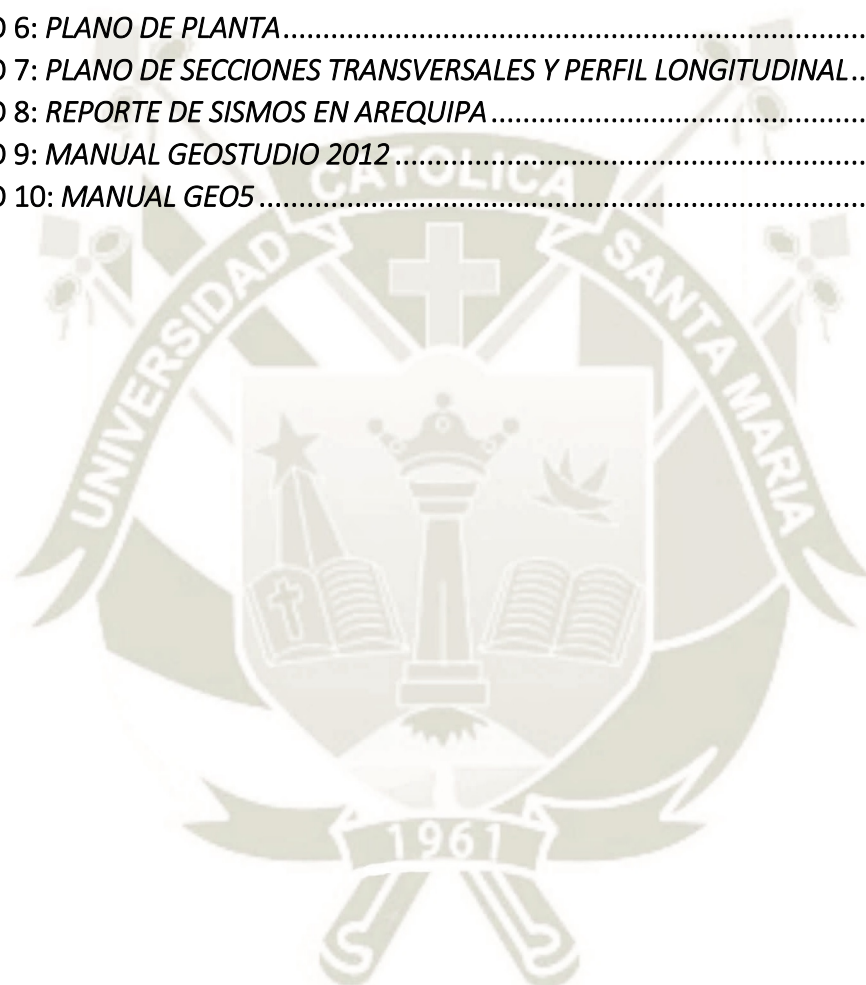 O 6: PLANO DE PLANTA..........................................................................
O 7: PLANO DE SECCIONES TRANSVERSALES Y PERFIL LONGITUDINAL..
O 8: REPORTE DE SISMOS EN AREQUIPA................................................
O 9: MANUAL GEOSTUDIO 2012............................................................
O 10: MANUAL GEO5.............................................................................
UNIVERSIDAD CATOLICA SANTA MARIA
1961